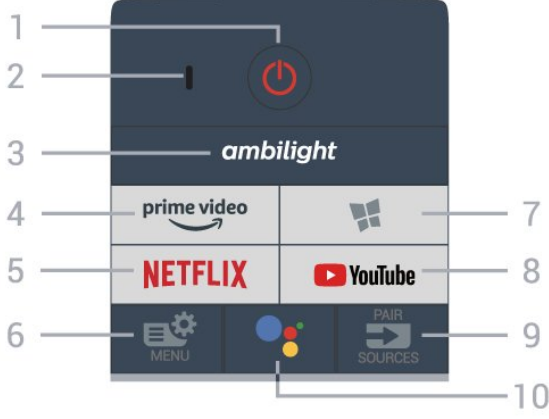 1
2
3 ambilight
4 prime video 7
5 NETFLIX YouTube 8
6 MENU PAIR SOURCES 9
10